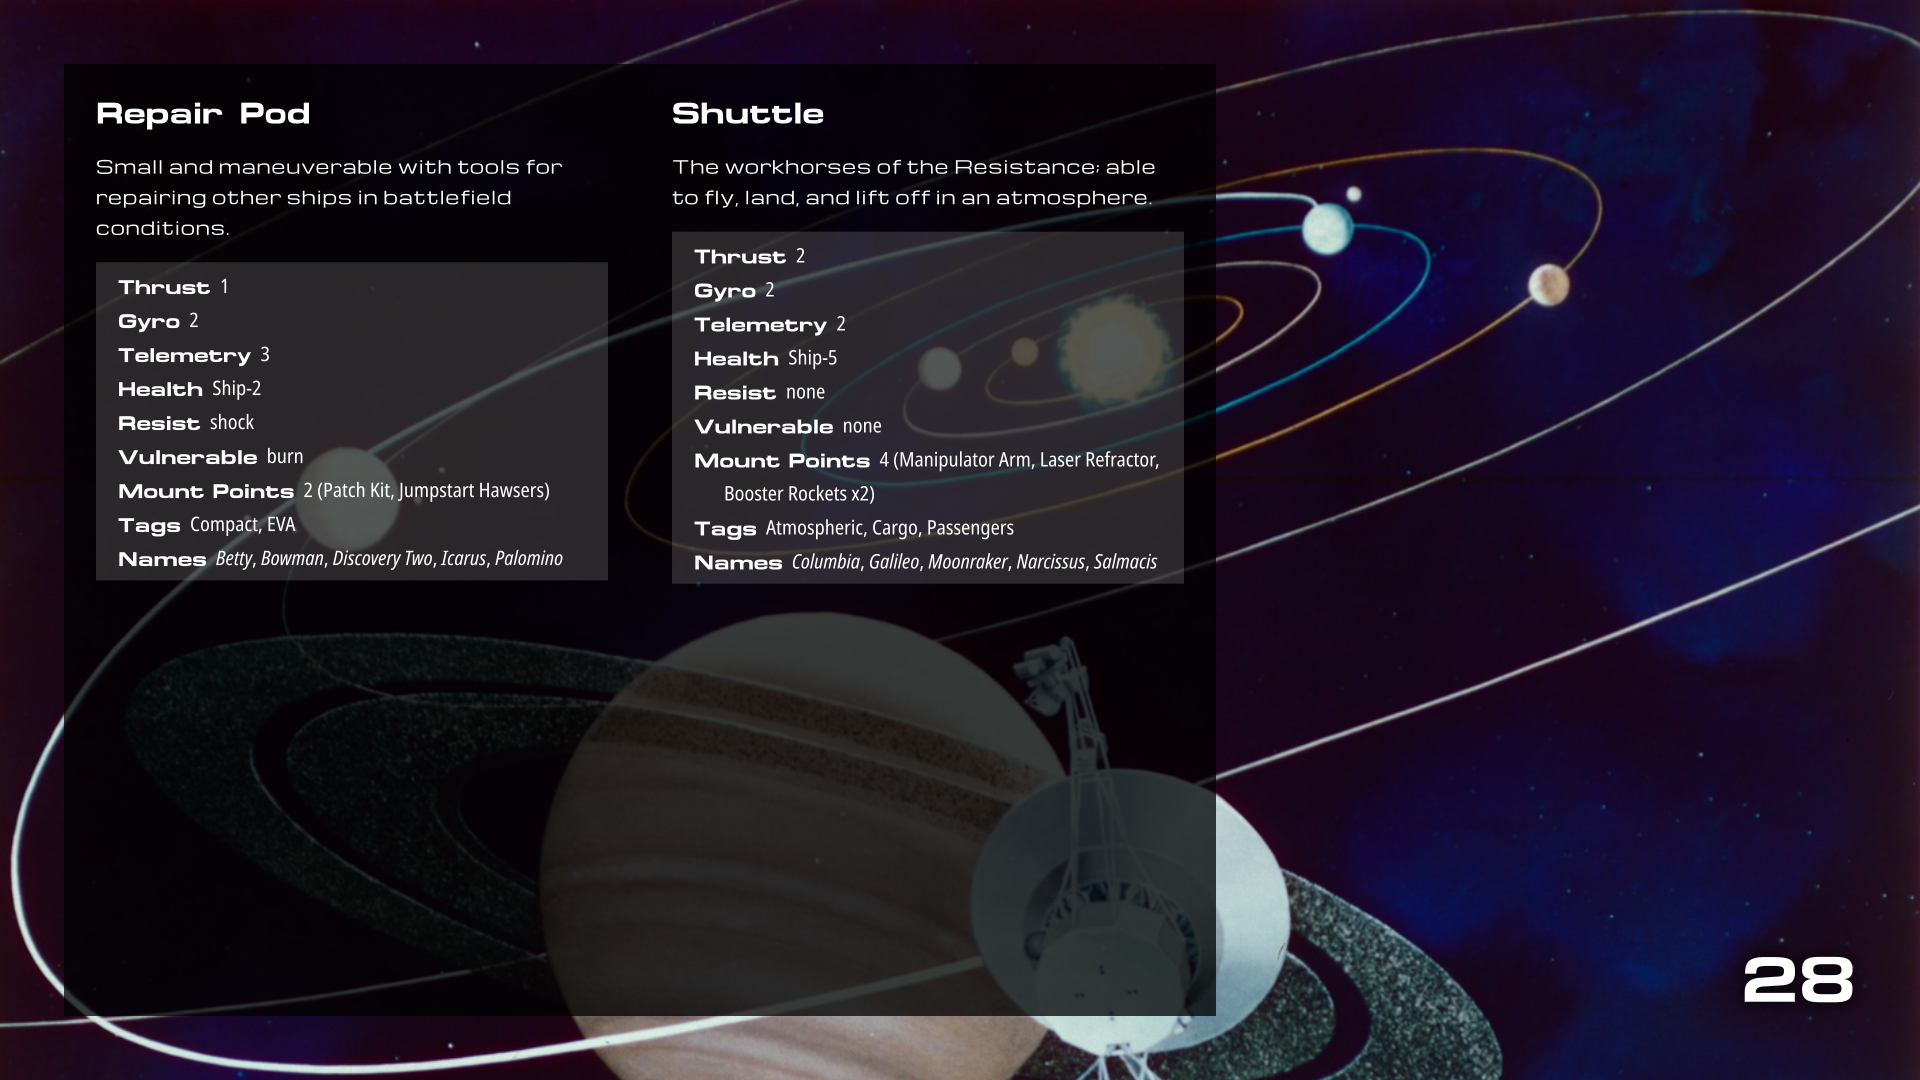 Repair Pod
Small and maneuverable with tools for
repairing other ships in battlefield
conditions.
Thrust 1
Gyro 2
Telemetry 3
Health Ship-2
Resist shock
Vulnerable burn
Mount Points 2 (Patch Kit, Jumpstart Hawsers)
Tags Compact, EVA
Names Betty, Bowman, Discovery Two, Icarus, Palomino
Shuttle
The workhorses of the Resistance; able
to fly, land, and lift off in an atmosphere.
Thrust 2
Gyro 2
Telemetry 2
Health Ship-5
Resist none
Vulnerable none
Mount Points 4 (Manipulator Arm, Laser Refractor,
Booster Rockets x2)
Tags Atmospheric, Cargo, Passengers
Names Columbia, Galileo, Moonraker, Narcissus, Salmacis
28